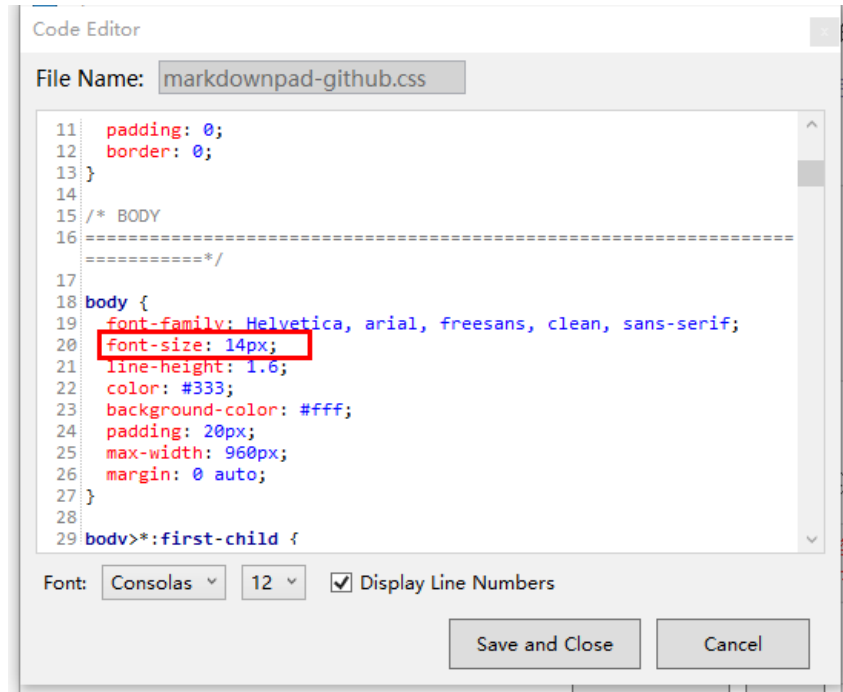 Code Editor
x
File Name: markdownpad-github.css
11 padding: 0;
12 border: 0;
13 }
14
15 /* BODY
16 ==================================================================
===========*/
17
18 body {
19 font-family: Helvetica, arial, freesans, clean, sans-serif;
20 font-size: 14px;
21 line-height: 1.6;
22 color: #333;
23 background-color: #fff;
24 padding: 20px;
25 max-width: 960px;
26 margin: 0 auto;
27 }
28
29 body>*:first-child {
Font: Consolas 12 Display Line Numbers
Save and Close Cancel